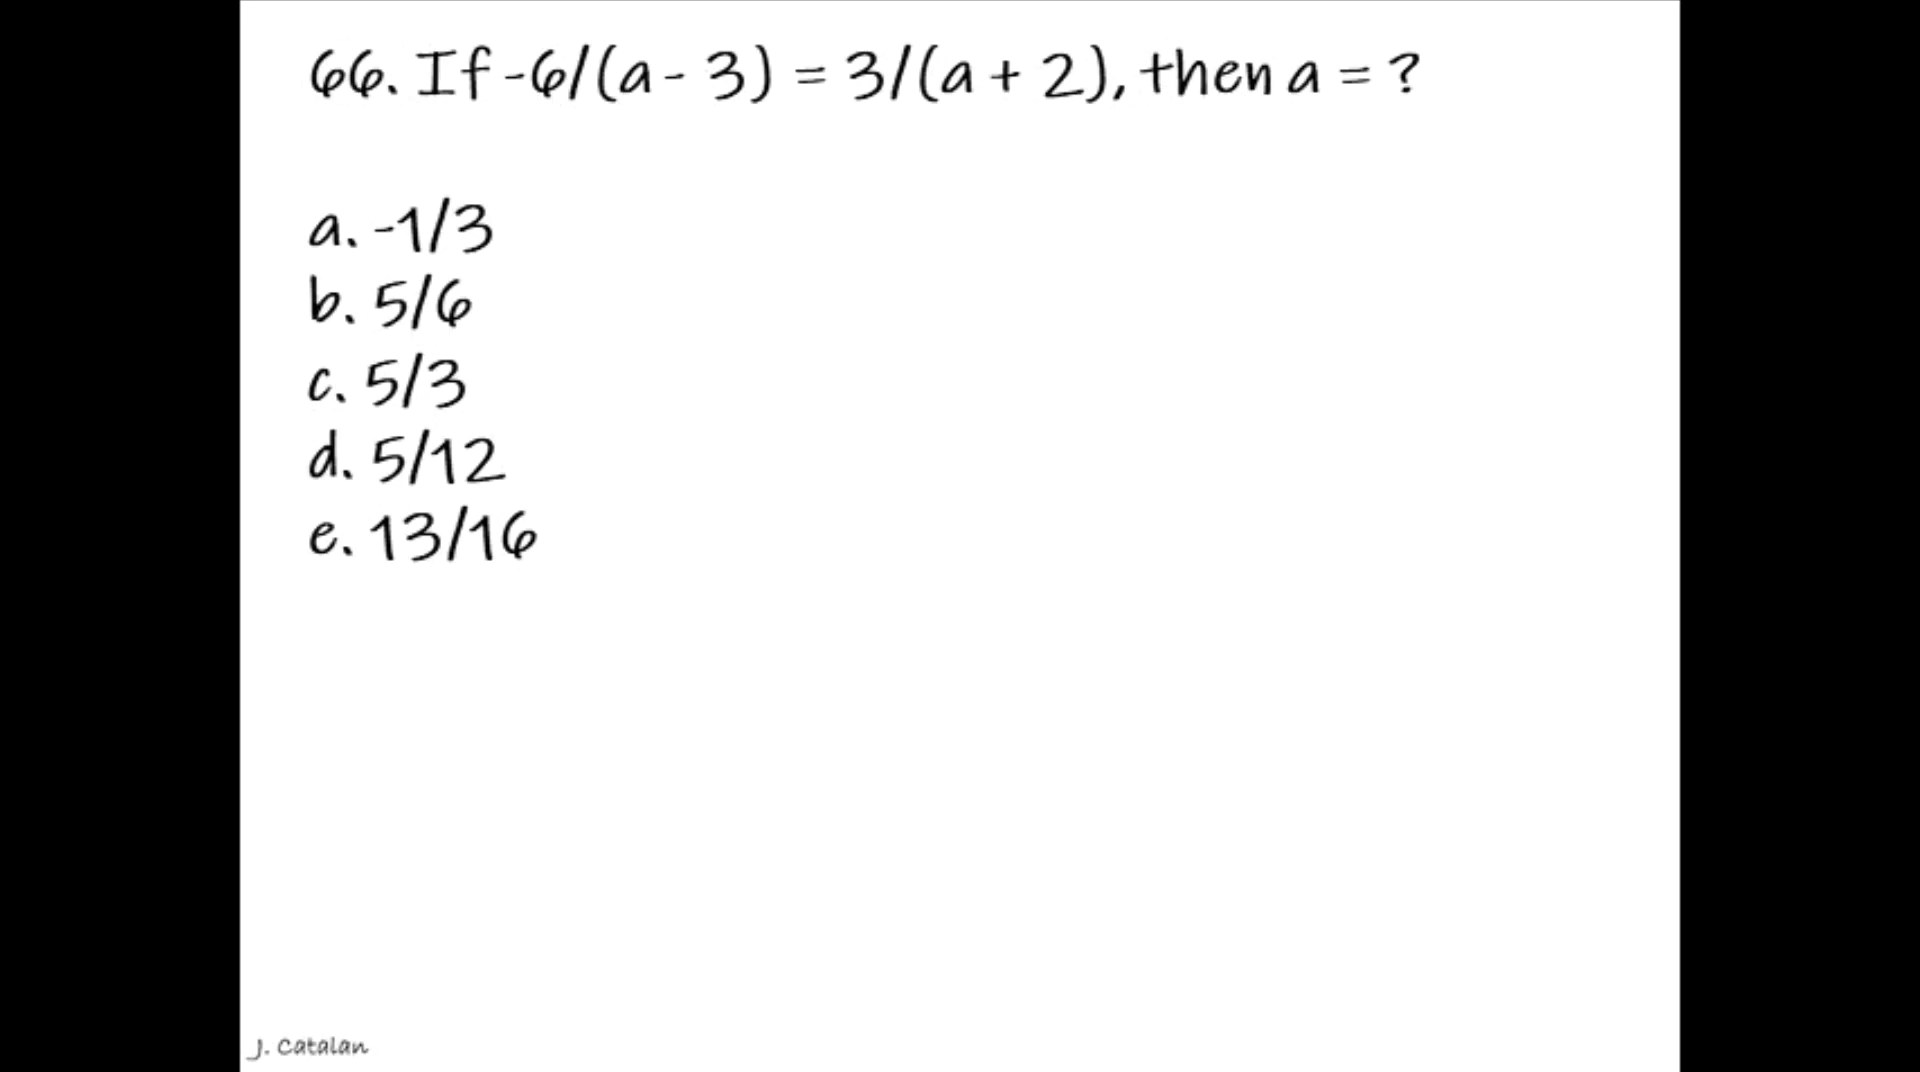 66. If -6/(a - 3) = 3/(a + 2), then a = ?
a. -1/3
b. 5/6
c. 5/3
d. 5/12
e. 13/16
J. Catalan